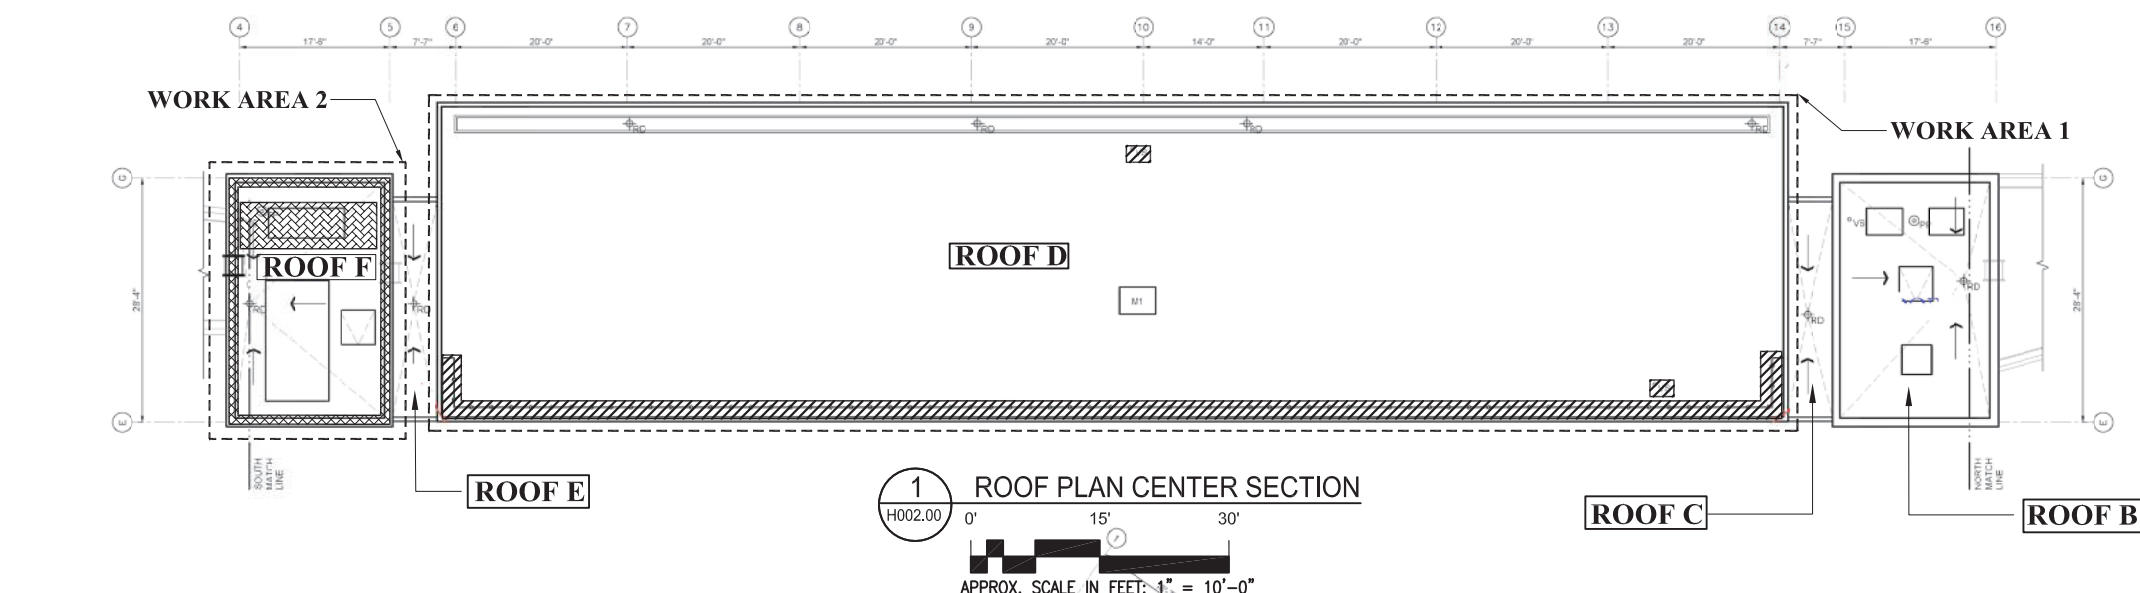 4 5 6 7 8 9 10 11 12 13 14 15 16
17'-6" 7'-7" 20'-0" 20'-0" 20'-0" 20'-0" 14'-0" 20'-0" 20'-0" 20'-0" 7'-7" 17'-6"
WORK AREA 2
WORK AREA 1
RD RD RD RD
G G
VS
ROOF D
ROOF F
28'-4"
28'-4"
M1
RD
RD
RD
RD
E E
SOUTH
MATCH
LINE
NORTH
MATCH
LINE
ROOF E
ROOF C
ROOF B
1
H002.00
ROOF PLAN CENTER SECTION
0' 15' 30'
APPROX. SCALE IN FEET: 1" = 10'-0"